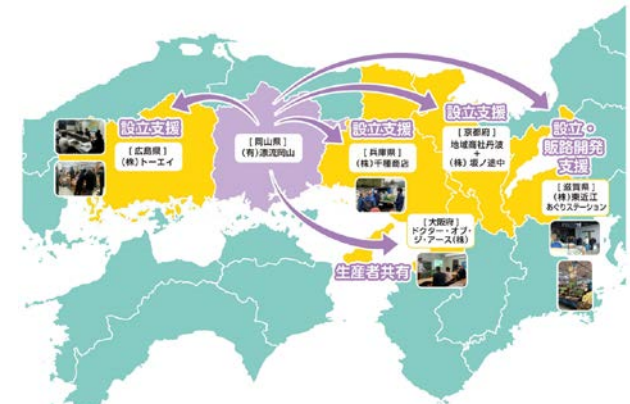 設立支援
[広島県]
(株)トーエイ
[岡山県]
(有)漂流岡山
設立支援
[兵庫県]
(株)千種商店
設立支援
[京都府]
地域商社丹波
+
(株)坂ノ途中
設立・
販路開発
支援
[滋賀県]
(株)東近江
あぐりステーション
[大阪府]
ドクター・オブ・
ジ・アース(株)
生産者共有